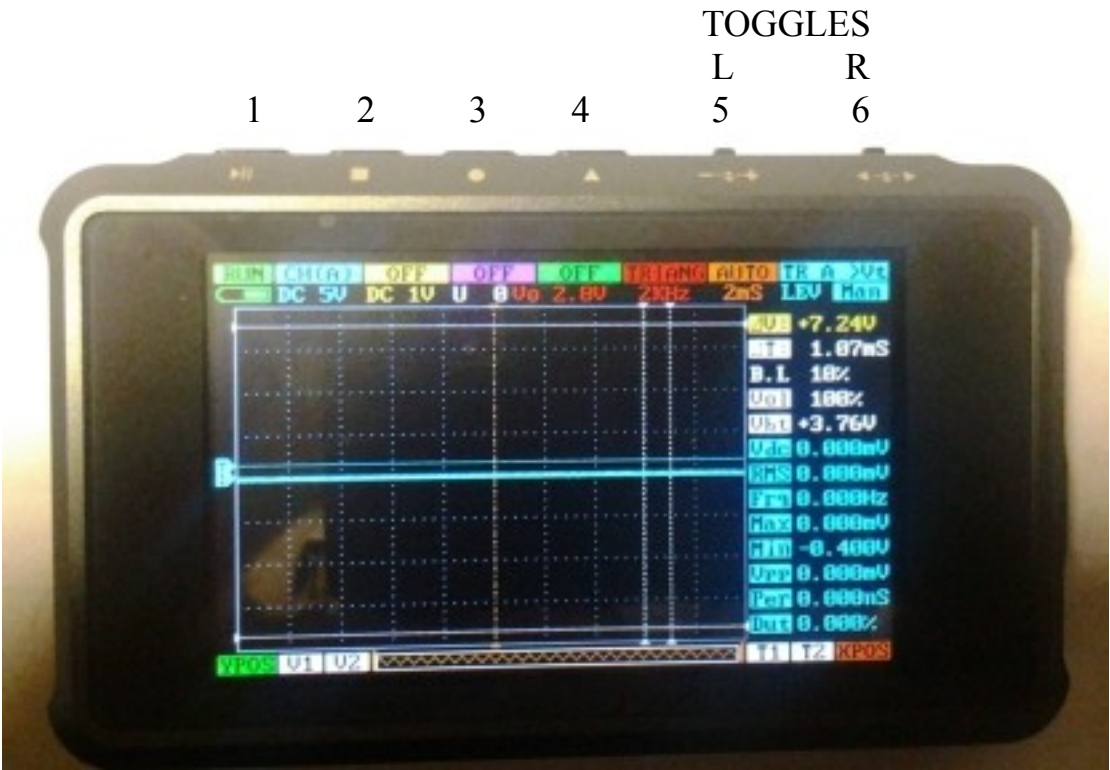 TOGGLES
L R
1 2 3 4 5 6
- s +
◄ s ►
RUN CH(A) OFF OFF OFF TRIANG AUTO TR A >Vt
DC 5V DC 1V U 0 Vo 2.8V 2KHz 2mS LEV Man
△V: +7.24V
△T: 1.07mS
B.L 10%
Vol 100%
Vbt +3.76V
Vdc 0.000mV
RMS 0.000mV
Frq 0.000Hz
Max 0.000mV
Min -0.400V
Vpp 0.000mV
Per 0.000mS
Dut 0.000%
YPOS V1 V2 T1 T2 XPOS